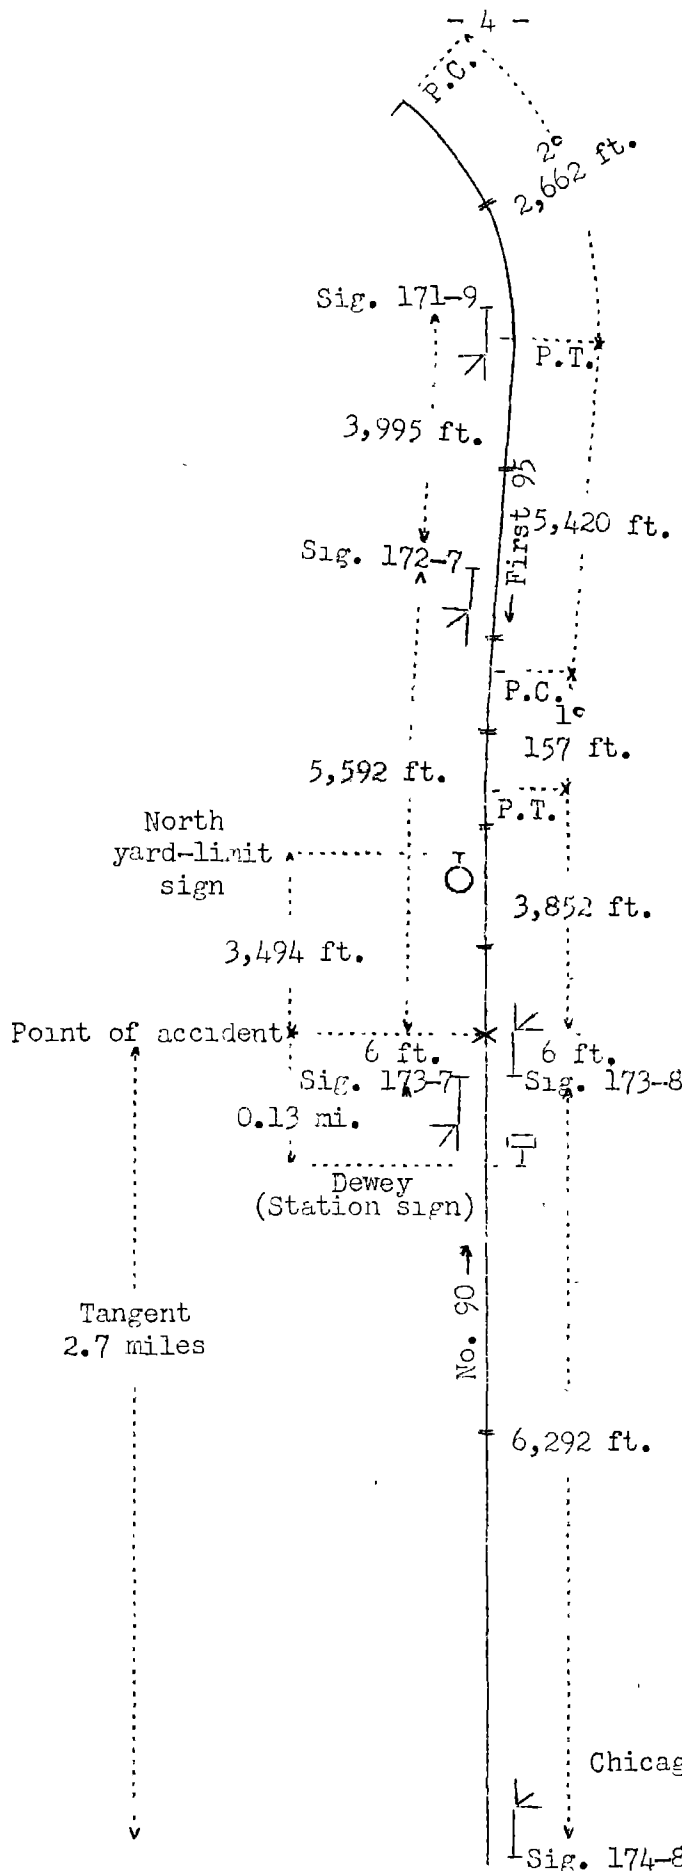 - 4 -
P.C.
2°
2,662 ft.
Sig. 171-9
P.T.
3,995 ft.
First 95
5,420 ft.
Sig. 172-7
P.C.
1°
157 ft.
5,592 ft.
P.T.
North
yard-limit
sign
3,852 ft.
3,494 ft.
Point of accident
6 ft.
6 ft.
Sig. 173-7
Sig. 173-8
0.13 mi.
Dewey
(Station sign)
No. 90
Tangent
2.7 miles
6,292 ft.
Chicag
Sig. 174-8